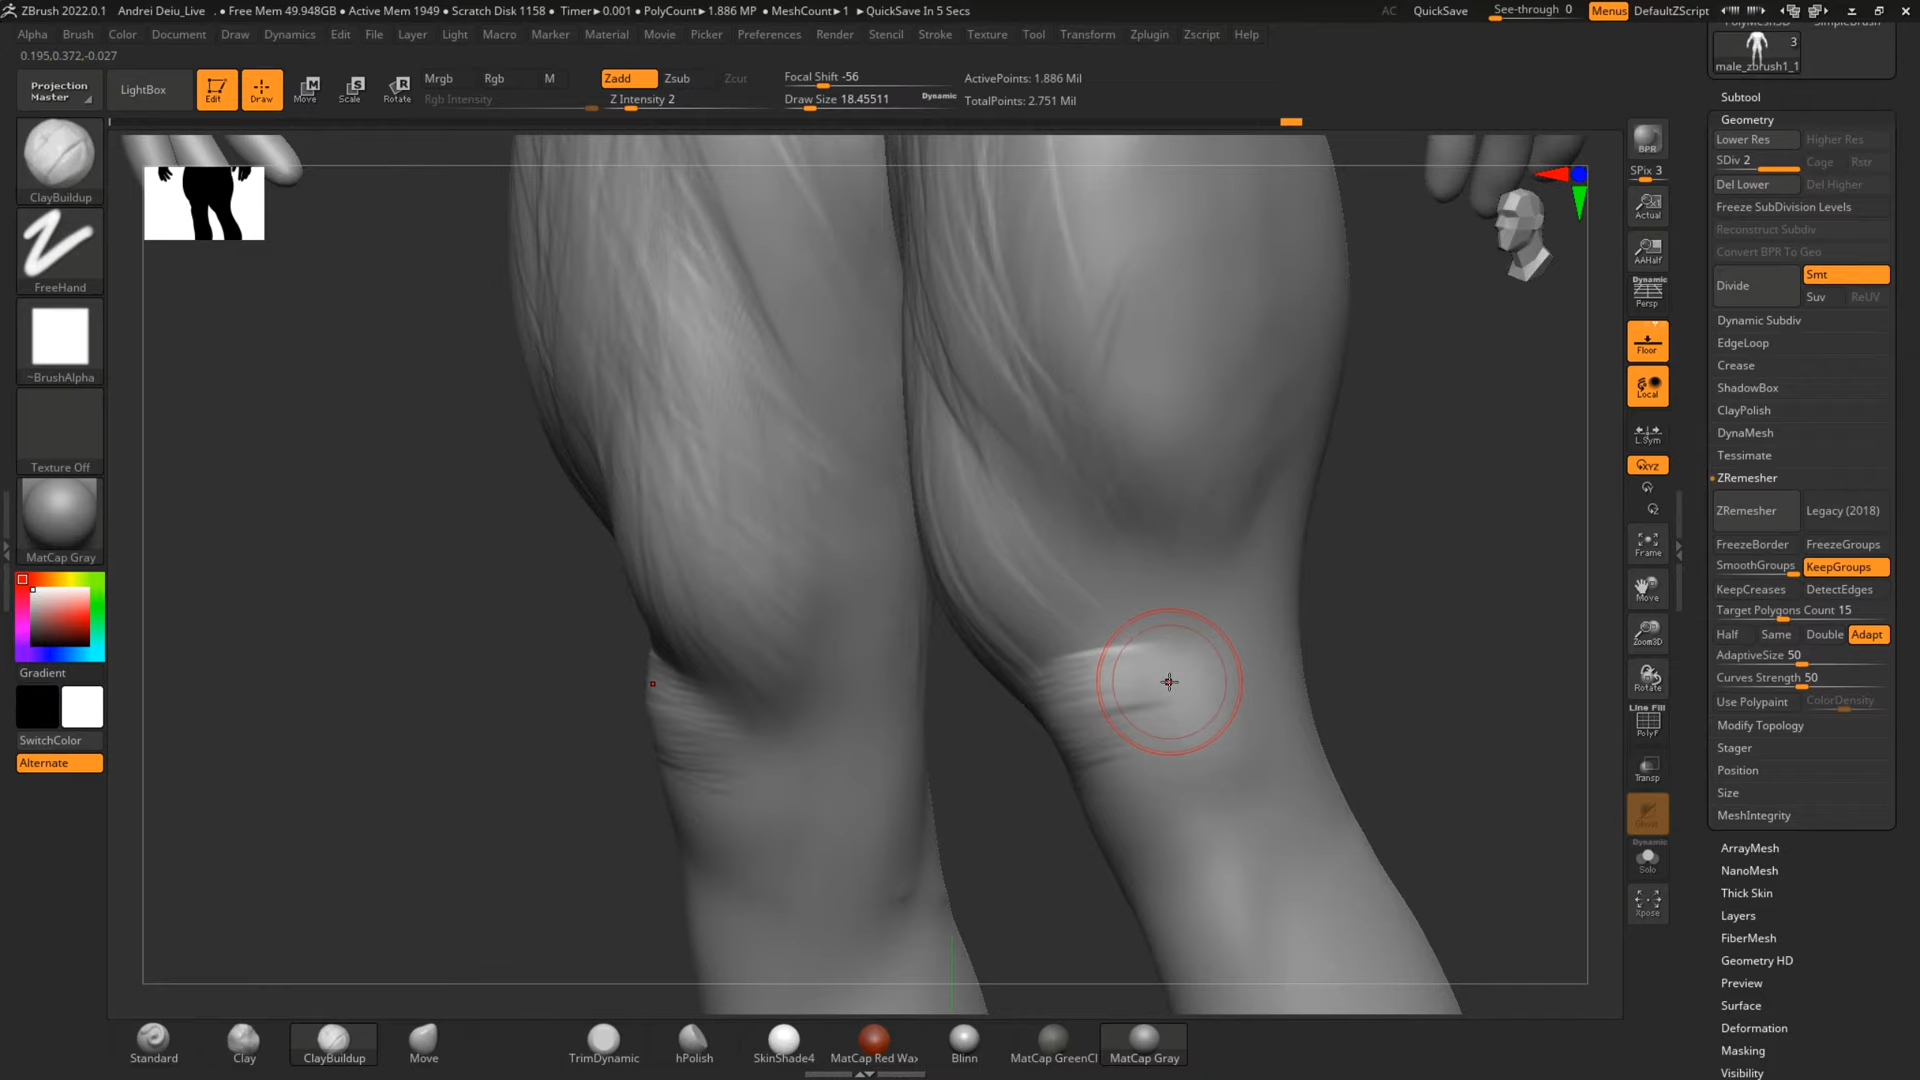 ZBrush 2022.0.1 Andrei Deiu_Live . ● Free Mem 49.948GB ● Active Mem 1949 ● Scratch Disk 1158 ● Timer▸0.001 ● PolyCount▸1.886 MP ● MeshCount▸1 ▸QuickSave In 5 Secs AC QuickSave See-through 0 Menus DefaultZScript
Alpha Brush Color Document Draw Dynamics Edit File Layer Light Macro Marker Material Movie Picker Preferences Render Stencil Stroke Texture Tool Transform Zplugin Zscript Help
0.195,0.372,-0.027
Projection
Master
LightBox
Edit
Draw
Move
Scale
Rotate
Mrgb Rgb M
Rgb Intensity
Zadd Zsub Zcut
Z Intensity 2
Focal Shift -56
Draw Size 18.45511 Dynamic
ActivePoints: 1.886 Mil
TotalPoints: 2.751 Mil
ClayBuildup
FreeHand
~BrushAlpha
Texture Off
MatCap Gray
Gradient
SwitchColor
Alternate
BPR
SPix 3
Actual
AAHalf
Dynamic
Persp
Floor
Local
L.Sym
XYZ
Y
Z
Frame
Move
Zoom3D
Rotate
Line Fill
PolyF
Transp
Ghost
Dynamic
Solo
Xpose
3
male_zbrush1_1
Subtool
Geometry
Lower Res Higher Res
SDiv 2 Cage Rstr
Del Lower Del Higher
Freeze SubDivision Levels
Reconstruct Subdiv
Convert BPR To Geo
Divide Smt
Suv ReUV
Dynamic Subdiv
EdgeLoop
Crease
ShadowBox
ClayPolish
DynaMesh
Tessimate
ZRemesher
ZRemesher Legacy (2018)
FreezeBorder FreezeGroups
SmoothGroups KeepGroups
KeepCreases DetectEdges
Target Polygons Count 15
Half Same Double Adapt
AdaptiveSize 50
Curves Strength 50
Use Polypaint ColorDensity
Modify Topology
Stager
Position
Size
MeshIntegrity
ArrayMesh
NanoMesh
Thick Skin
Layers
FiberMesh
Geometry HD
Preview
Surface
Deformation
Masking
Visibility
Standard Clay ClayBuildup Move TrimDynamic hPolish SkinShade4 MatCap Red Wax Blinn MatCap GreenCl MatCap Gray